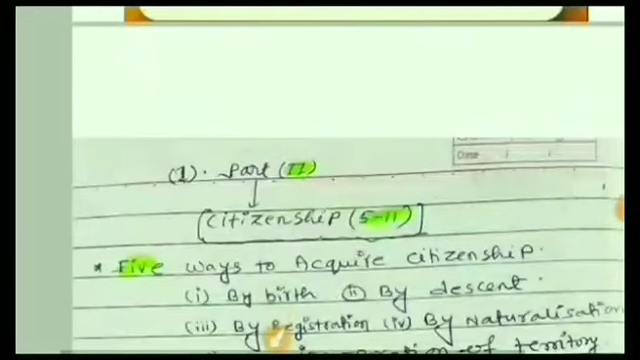 Date
(1). Part (II)
[Citizenship (5-11)]
* Five ways to Acquire citizenship.
(i) By birth (ii) By descent
(iii) By Registration (iv) By Naturalisation
of territory